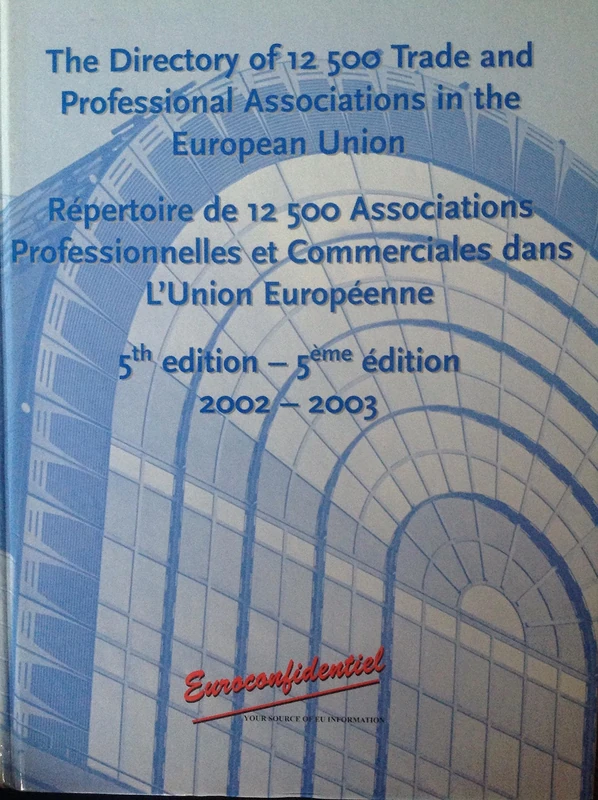 The Directory of 12 500 Trade and
Professional Associations in the
European Union
Répertoire de 12 500 Associations
Professionnelles et Commerciales dans
L'Union Européenne
5th edition – 5ème édition
2002 – 2003
Euroconfidentiel
YOUR SOURCE OF EU INFORMATION